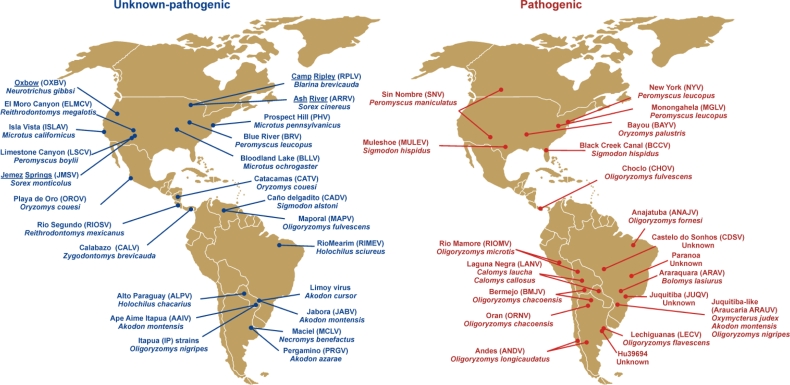 Unknown-pathogenic
Oxbow (OXBV)
Neurotrichus gibbsi
El Moro Canyon (ELMCV)
Reithrodontomys megalotis
Isla Vista (ISLAV)
Microtus californicus
Limestone Canyon (LSCV)
Peromyscus boylii
Jemez Springs (JMSV)
Sorex monticolus
Playa de Oro (OROV)
Oryzomys couesi
Rio Segundo (RIOSV)
Reithrodontomys mexicanus
Calabazo (CALV)
Zygodontomys brevicauda
Camp Ripley (RPLV)
Blarina brevicauda
Ash River (ARRV)
Sorex cinereus
Prospect Hill (PHV)
Microtus pennsylvanicus
Blue River (BRV)
Peromyscus leucopus
Bloodland Lake (BLLV)
Microtus ochrogaster
Catacamas (CATV)
Oryzomys couesi
Caño delgadito (CADV)
Sigmodon alstoni
Maporal (MAPV)
Oligoryzomys fulvescens
RioMearim (RIMEV)
Holochilus sciureus
Alto Paraguay (ALPV)
Holochilus chacarius
Ape Aime Itapua (AAIV)
Akodon montensis
Itapua (IP) strains
Oligoryzomys nigripes
Limoy virus
Akodon cursor
Jabora (JABV)
Akodon montensis
Maciel (MCLV)
Necromys benefactus
Pergamino (PRGV)
Akodon azarae
Pathogenic
Sin Nombre (SNV)
Peromyscus maniculatus
Muleshoe (MULEV)
Sigmodon hispidus
New York (NYV)
Peromyscus leucopus
Monongahela (MGLV)
Peromyscus leucopus
Bayou (BAYV)
Oryzomys palustris
Black Creek Canal (BCCV)
Sigmodon hispidus
Choclo (CHOV)
Oligoryzomys fulvescens
Anajatuba (ANAJV)
Oligoryzomys fornesi
Castelo do Sonhos (CDSV)
Unknown
Paranoa
Unknown
Araraquara (ARAV)
Bolomys lasiurus
Juquitiba (JUQV)
Unknown
Juquitiba-like
(Araucaria ARAUV)
Oxymycterus judex
Akodon montensis
Oligoryzomys nigripes
Rio Mamore (RIOMV)
Oligoryzomys microtis
Laguna Negra (LANV)
Calomys laucha
Calomys callosus
Bermejo (BMJV)
Oligoryzomys chacoensis
Oran (ORNV)
Oligoryzomys chacoensis
Andes (ANDV)
Oligoryzomys longicaudatus
Lechiguanas (LECV)
Oligoryzomys flavescens
Hu39694
Unknown